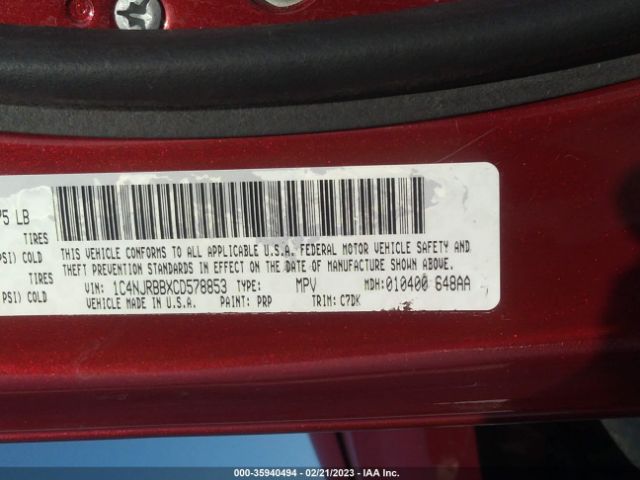 75 LB
TIRES
PSI) COLD
TIRES
PSI) COLD
THIS VEHICLE CONFORMS TO ALL APPLICABLE U.S.A. FEDERAL MOTOR VEHICLE SAFETY AND
THEFT PREVENTION STANDARDS IN EFFECT ON THE DATE OF MANUFACTURE SHOWN ABOVE.
VIN: 1C4NJRBBXCD578853 TYPE: MPV MDH:010400 648AA
VEHICLE MADE IN U.S.A. PAINT: PRP TRIM: C7DK
000-35940494 - 02/21/2023 - IAA Inc.